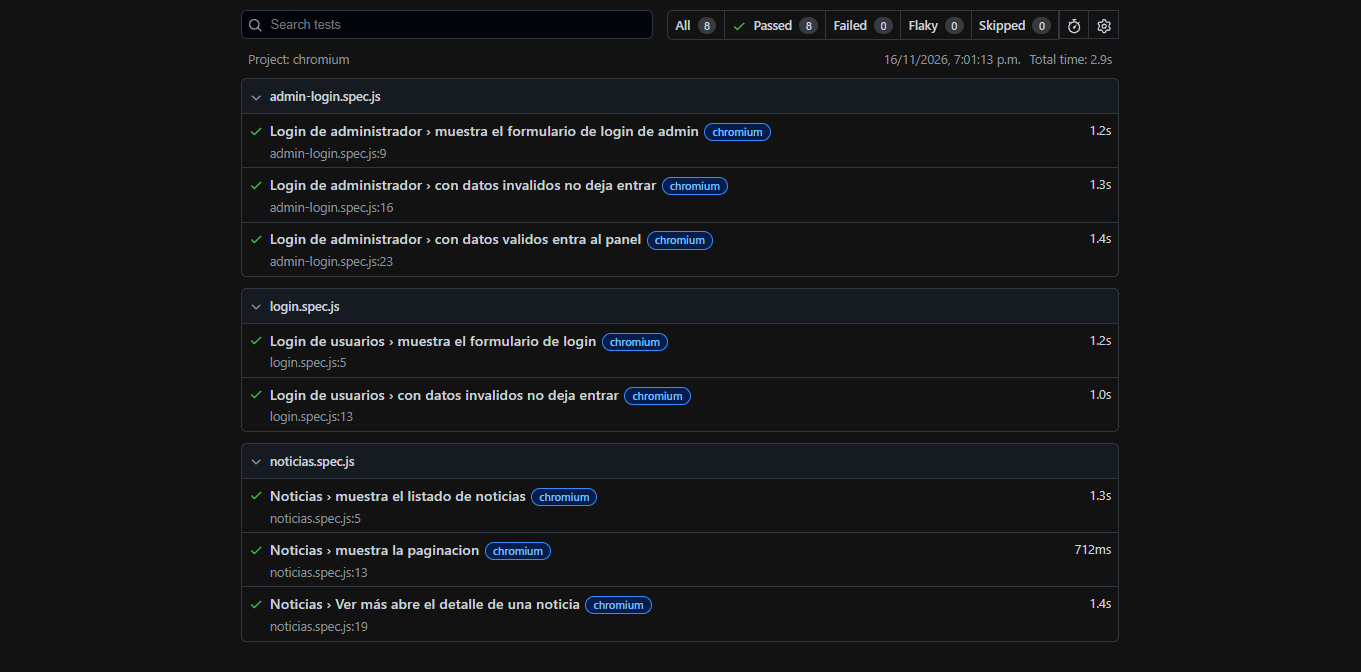 Search tests
All 8 Passed 8 Failed 0 Flaky 0 Skipped 0
Project: chromium 16/11/2026, 7:01:13 p.m. Total time: 2.9s
admin-login.spec.js
Login de administrador › muestra el formulario de login de admin chromium 1.2s
admin-login.spec.js:9
Login de administrador › con datos invalidos no deja entrar chromium 1.3s
admin-login.spec.js:16
Login de administrador › con datos validos entra al panel chromium 1.4s
admin-login.spec.js:23
login.spec.js
Login de usuarios › muestra el formulario de login chromium 1.2s
login.spec.js:5
Login de usuarios › con datos invalidos no deja entrar chromium 1.0s
login.spec.js:13
noticias.spec.js
Noticias › muestra el listado de noticias chromium 1.3s
noticias.spec.js:5
Noticias › muestra la paginacion chromium 712ms
noticias.spec.js:13
Noticias › Ver más abre el detalle de una noticia chromium 1.4s
noticias.spec.js:19